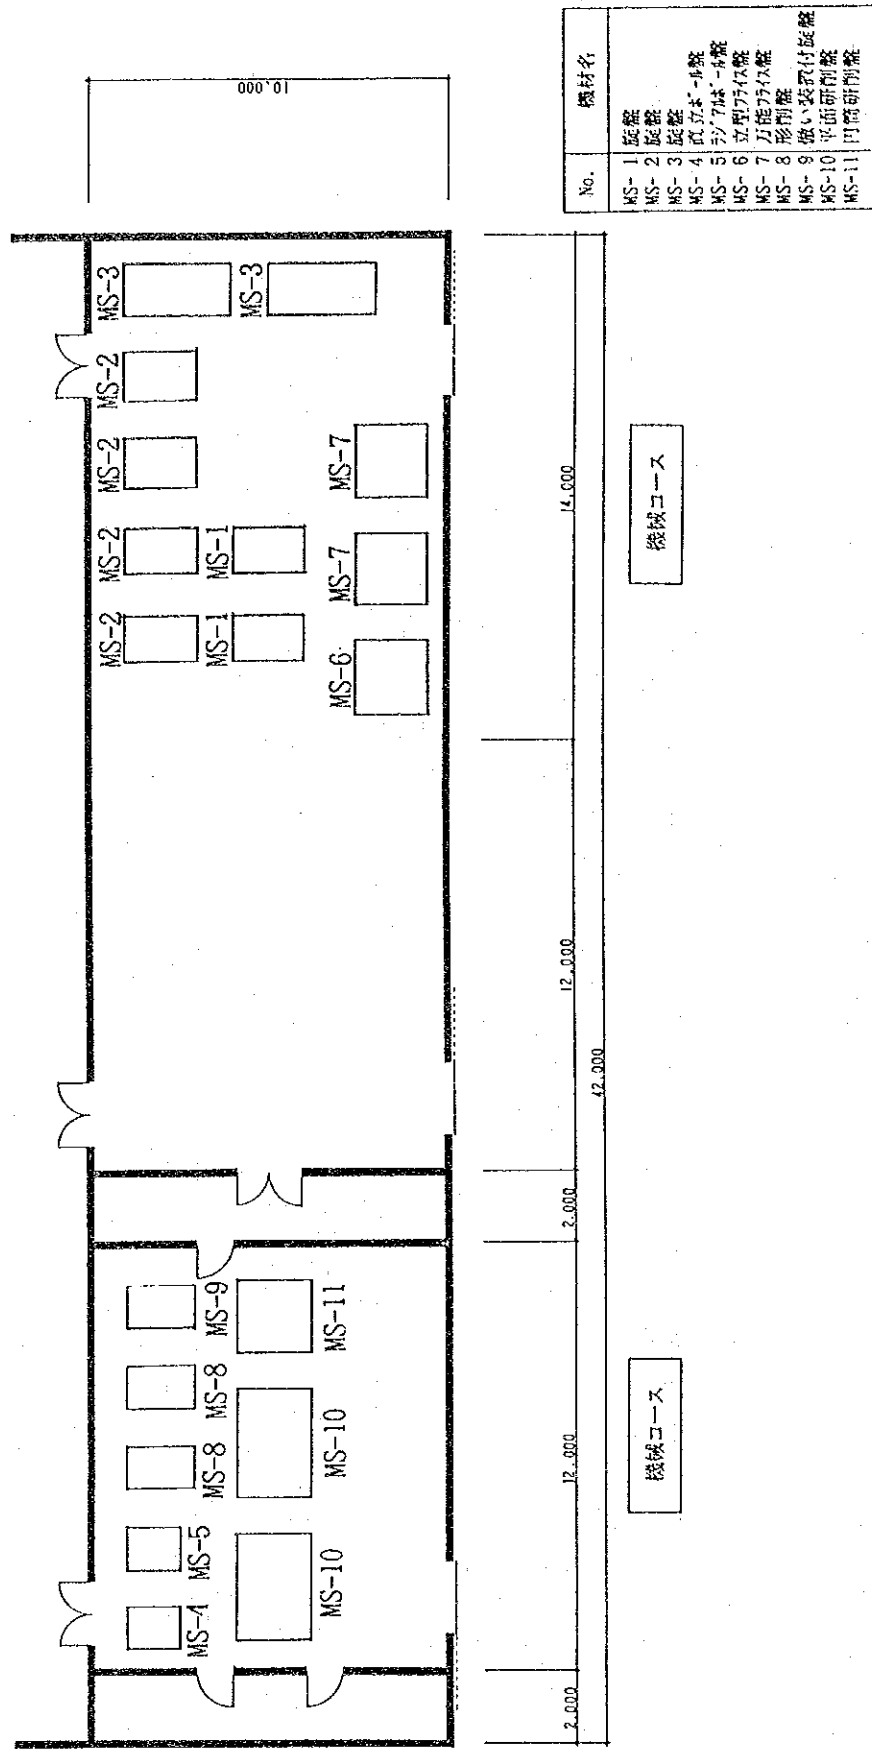 10,000
MS-3
MS-3
MS-2
MS-2
MS-2
MS-2
MS-1
MS-1
MS-7
MS-7
MS-6
MS-9
MS-8
MS-8
MS-5
MS-4
MS-11
MS-10
MS-10
2,000
12,000
2,000
12,000
14,000
42,000
機械コース
機械コース
No. 機材名
MS- 1 旋盤
MS- 2 旋盤
MS- 3 旋盤
MS- 4 直立ボール盤
MS- 5 ラジアルボール盤
MS- 6 立型フライス盤
MS- 7 万能フライス盤
MS- 8 形削盤
MS- 9 倣い装置付旋盤
MS-10 平面研削盤
MS-11 円筒研削盤